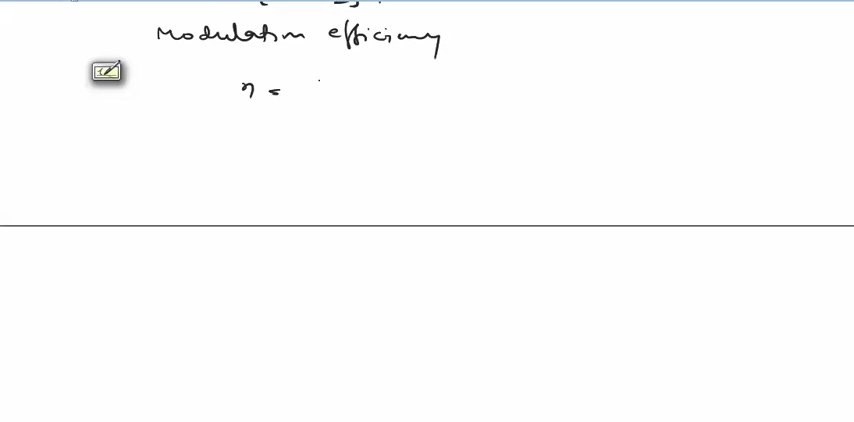 Modulation efficiency
η =